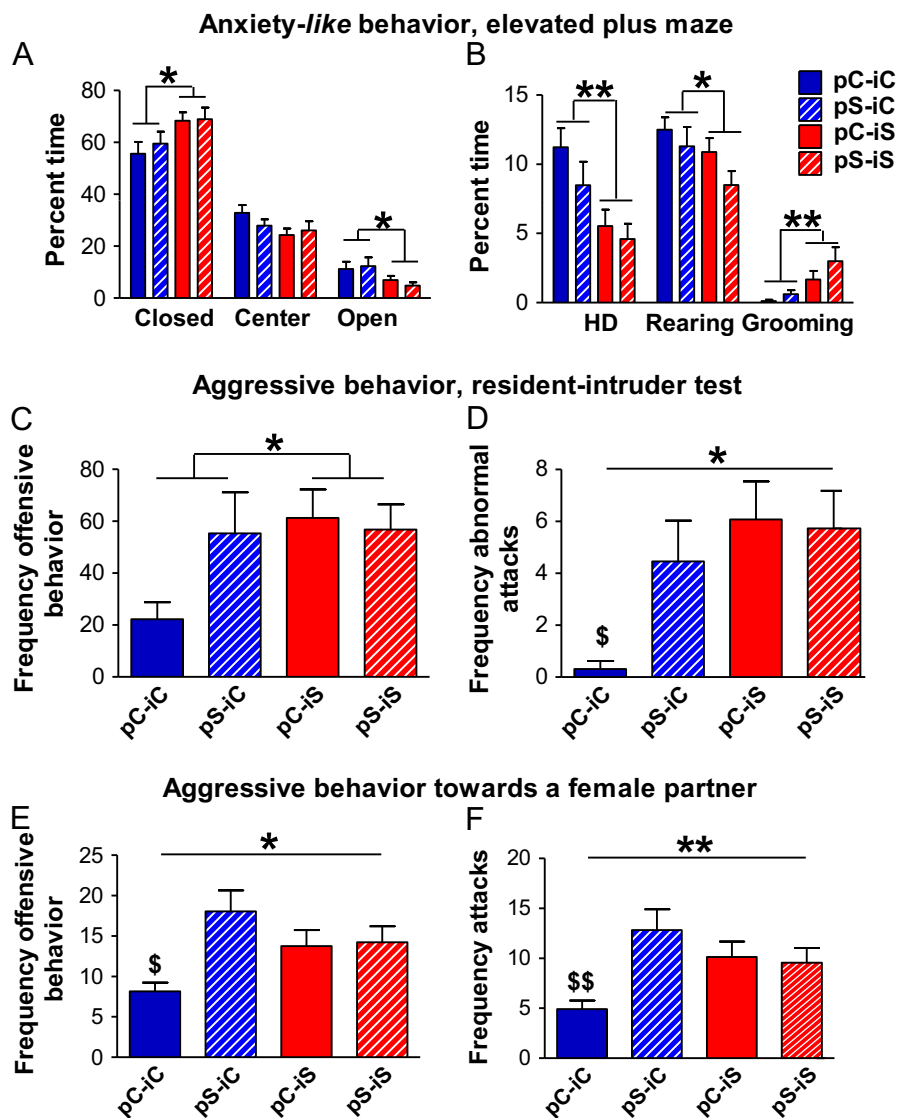 Anxiety-like behavior, elevated plus maze
A
Percent time
80
60
40
20
0
*
*
Closed
Center
Open
B
Percent time
15
10
5
0
**
*
**
HD
Rearing
Grooming
pC-iC
pS-iC
pC-iS
pS-iS
Aggressive behavior, resident-intruder test
C
Frequency offensive
behavior
80
60
40
20
0
*
pC-iC
pS-iC
pC-iS
pS-iS
D
Frequency abnormal
attacks
8
6
4
2
0
*
$
pC-iC
pS-iC
pC-iS
pS-iS
Aggressive behavior towards a female partner
E
Frequency offensive
behavior
25
20
15
10
5
0
*
$
pC-iC
pS-iC
pC-iS
pS-iS
F
Frequency attacks
20
15
10
5
0
**
$$
pC-iC
pS-iC
pC-iS
pS-iS